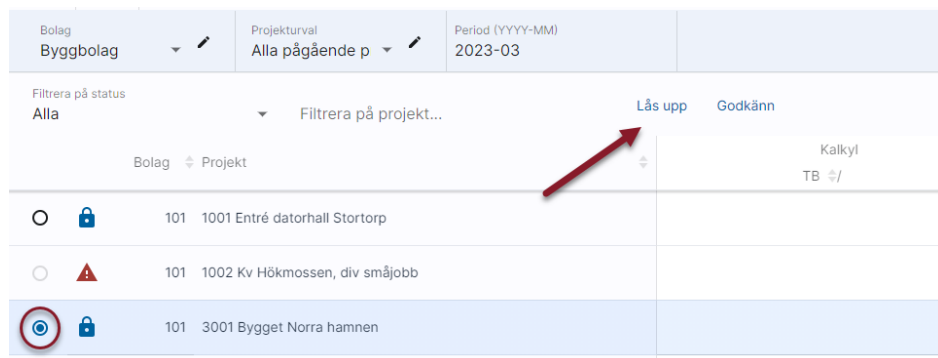 Bolag Projekturval Period (YYYY-MM)
Byggbolag Alla pågående p 2023-03
Filtrera på status
Alla Filtrera på projekt... Lås upp Godkänn
Kalkyl
Bolag Projekt
TB /
101 1001 Entré datorhall Stortorp
101 1002 Kv Hökmossen, div småjobb
101 3001 Bygget Norra hamnen